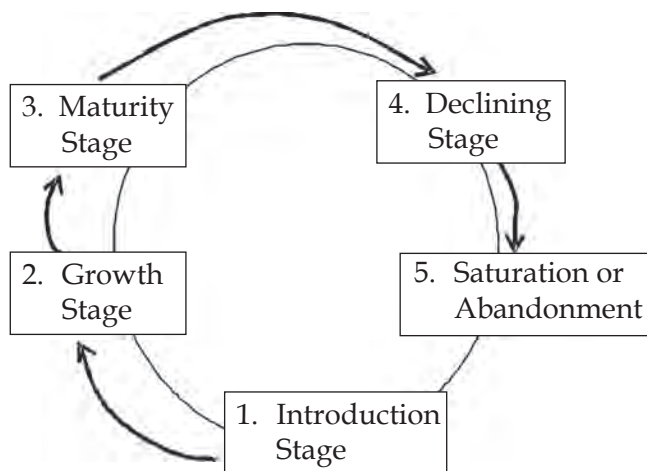 3. Maturity
Stage
4. Declining
Stage
2. Growth
Stage
5. Saturation or
Abandonment
1. Introduction
Stage